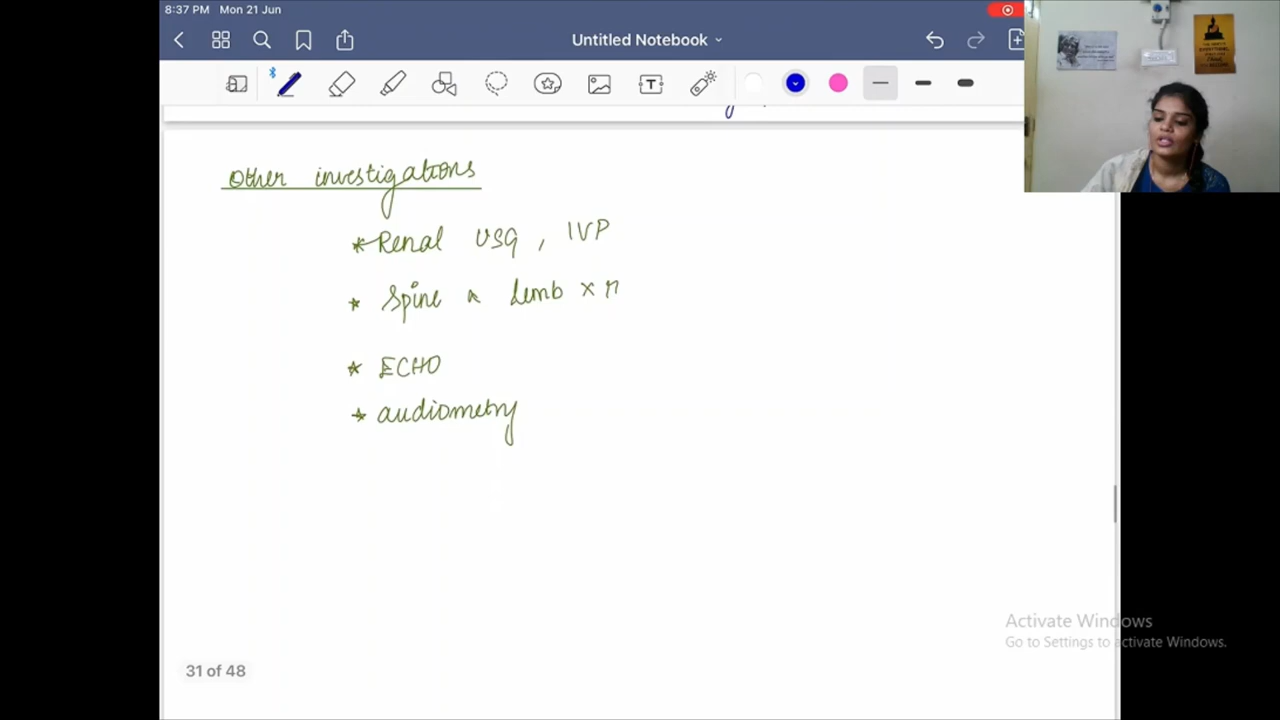 8:37 PM Mon 21 Jun
Untitled Notebook
T
Other investigations
* Renal USG, IVP
* Spine & Limb x r
* ECHO
* audiometry
Activate Windows
Go to Settings to activate Windows.
31 of 48